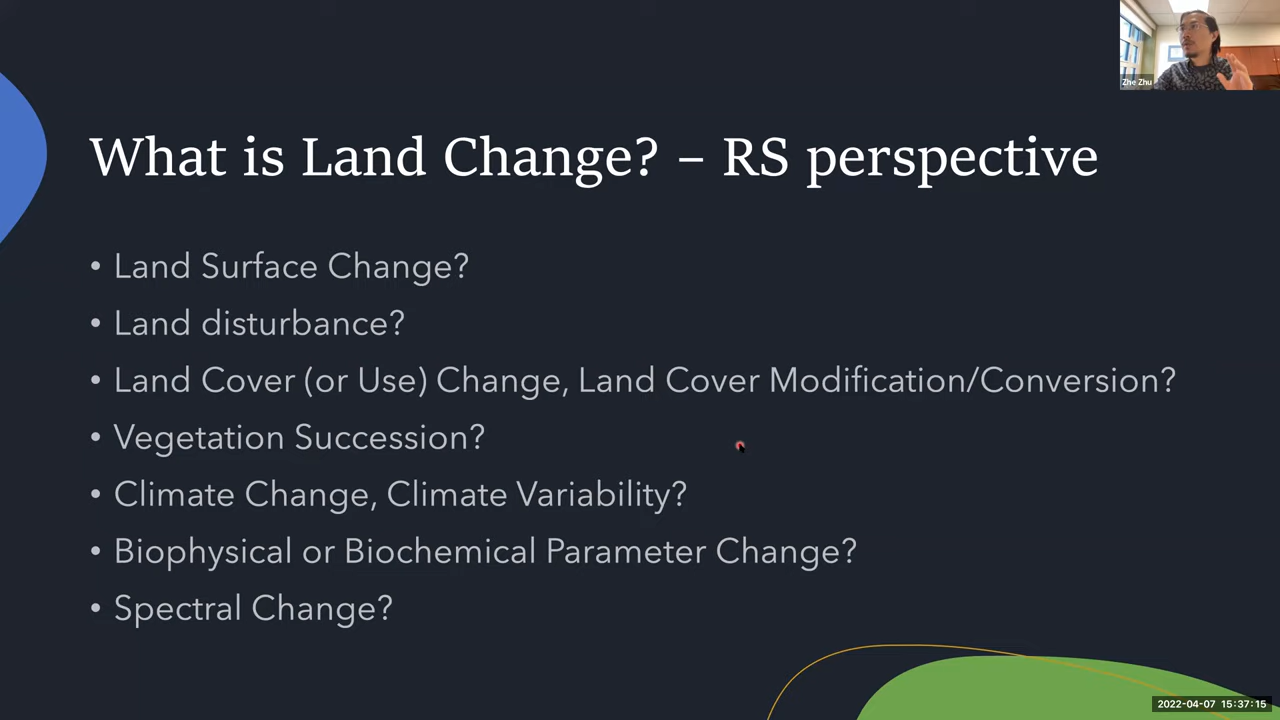 Zhe Zhu
What is Land Change? – RS perspective
• Land Surface Change?
• Land disturbance?
• Land Cover (or Use) Change, Land Cover Modification/Conversion?
• Vegetation Succession?
• Climate Change, Climate Variability?
• Biophysical or Biochemical Parameter Change?
• Spectral Change?
2022-04-07 15:37:15